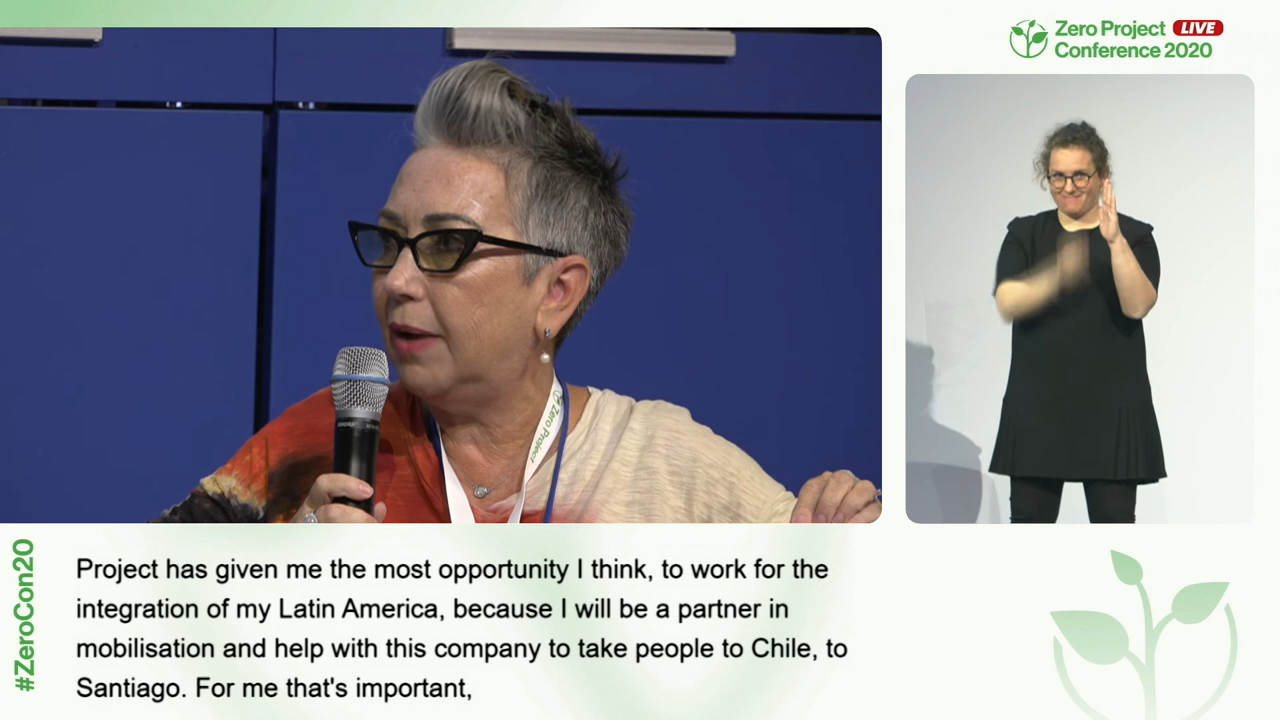 Zero Project LIVE
Conference 2020
Zero Project
#ZeroCon20
Project has given me the most opportunity I think, to work for the
integration of my Latin America, because I will be a partner in
mobilisation and help with this company to take people to Chile, to
Santiago. For me that's important,